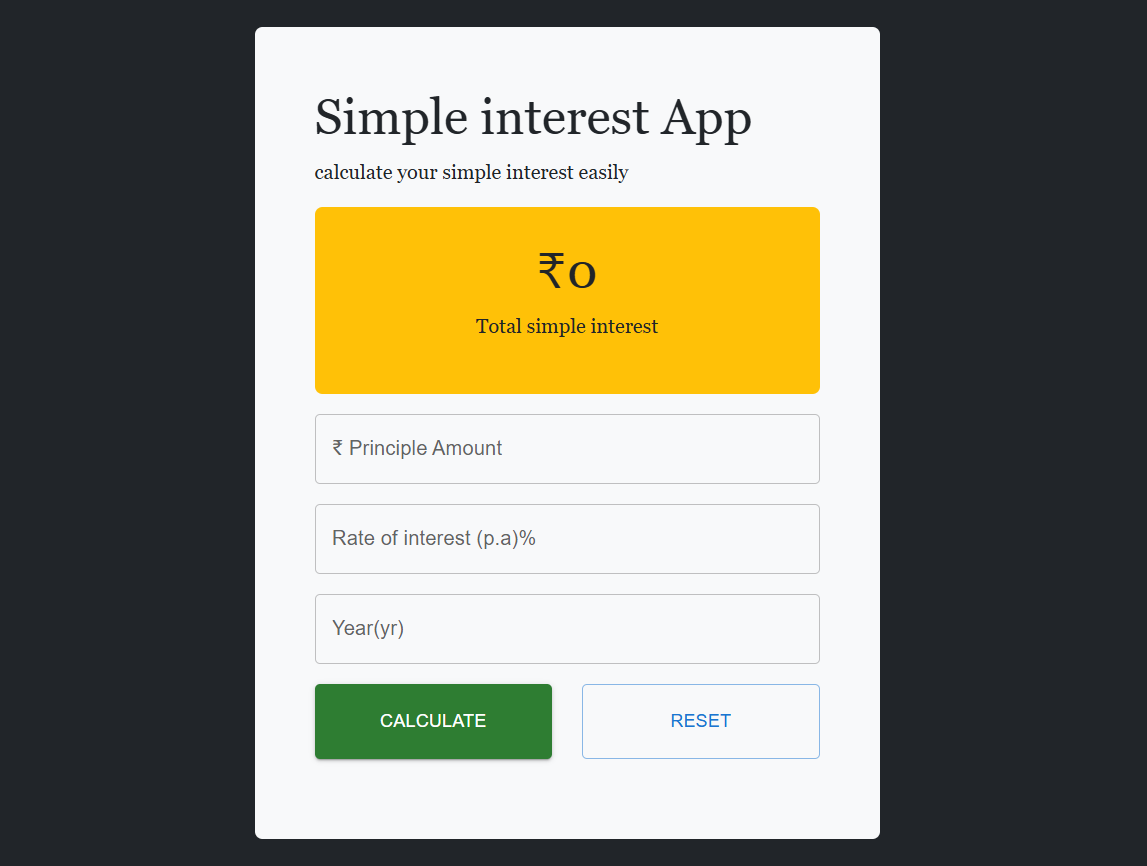 Simple interest App
calculate your simple interest easily
₹0
Total simple interest
₹ Principle Amount
Rate of interest (p.a)%
Year(yr)
CALCULATE
RESET